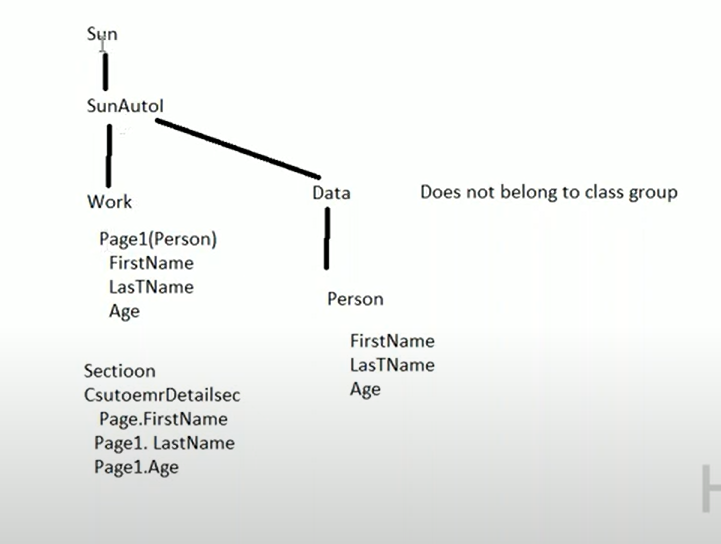 Sun
SunAutol
Work
Data
Does not belong to class group
Page1(Person)
FirstName
LasTName
Age
Person
FirstName
LasTName
Age
Sectioon
CsutoemrDetailsec
Page.FirstName
Page1. LastName
Page1.Age
H